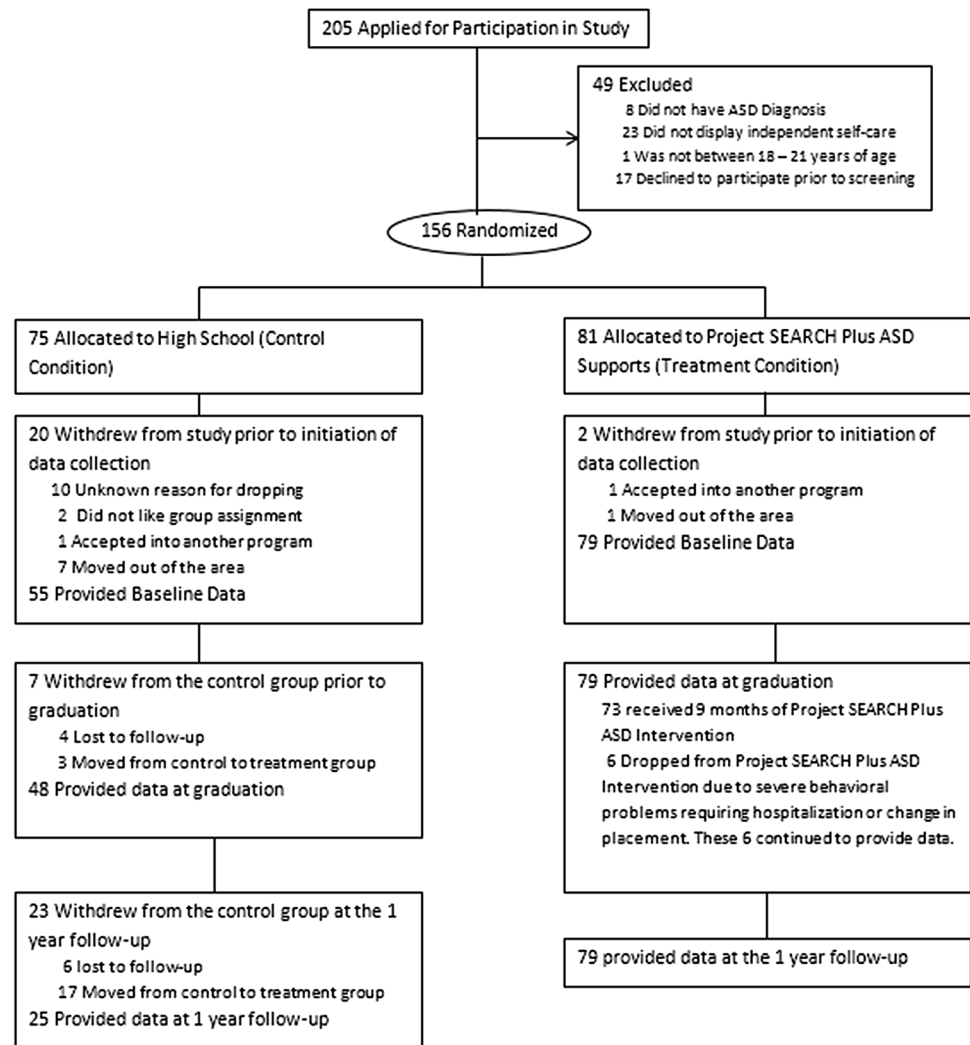 205 Applied for Participation in Study
49 Excluded
8 Did not have ASD Diagnosis
23 Did not display independent self-care
1 Was not between 18 – 21 years of age
17 Declined to participate prior to screening
156 Randomized
75 Allocated to High School (Control
Condition)
20 Withdrew from study prior to initiation of
data collection
10 Unknown reason for dropping
2 Did not like group assignment
1 Accepted into another program
7 Moved out of the area
55 Provided Baseline Data
7 Withdrew from the control group prior to
graduation
4 Lost to follow-up
3 Moved from control to treatment group
48 Provided data at graduation
23 Withdrew from the control group at the 1
year follow-up
6 lost to follow-up
17 Moved from control to treatment group
25 Provided data at 1 year follow-up
81 Allocated to Project SEARCH Plus ASD
Supports (Treatment Condition)
2 Withdrew from study prior to initiation of
data collection
1 Accepted into another program
1 Moved out of the area
79 Provided Baseline Data
79 Provided data at graduation
73 received 9 months of Project SEARCH Plus
ASD Intervention
6 Dropped from Project SEARCH Plus ASD
Intervention due to severe behavioral
problems requiring hospitalization or change in
placement. These 6 continued to provide data.
79 provided data at the 1 year follow-up